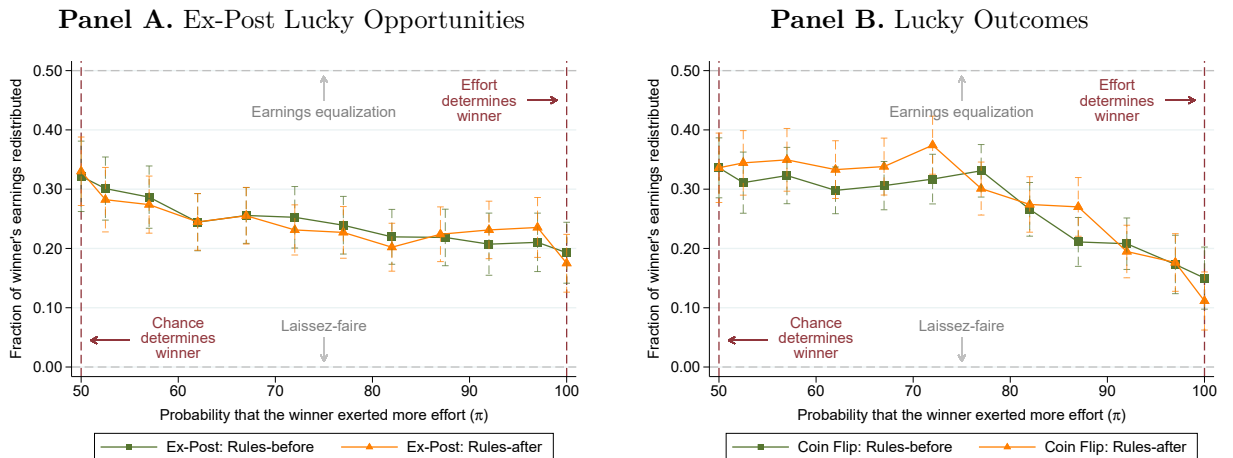 Panel A. Ex-Post Lucky Opportunities
Fraction of winner's earnings redistributed
0.50
0.40
0.30
0.20
0.10
0.00
Effort
determines
winner
Earnings equalization
Chance
determines
winner
Laissez-faire
50
60
70
80
90
100
Probability that the winner exerted more effort (π)
Ex-Post: Rules-before
Ex-Post: Rules-after
Panel B. Lucky Outcomes
Fraction of winner's earnings redistributed
0.50
0.40
0.30
0.20
0.10
0.00
Effort
determines
winner
Earnings equalization
Chance
determines
winner
Laissez-faire
50
60
70
80
90
100
Probability that the winner exerted more effort (π)
Coin Flip: Rules-before
Coin Flip: Rules-after